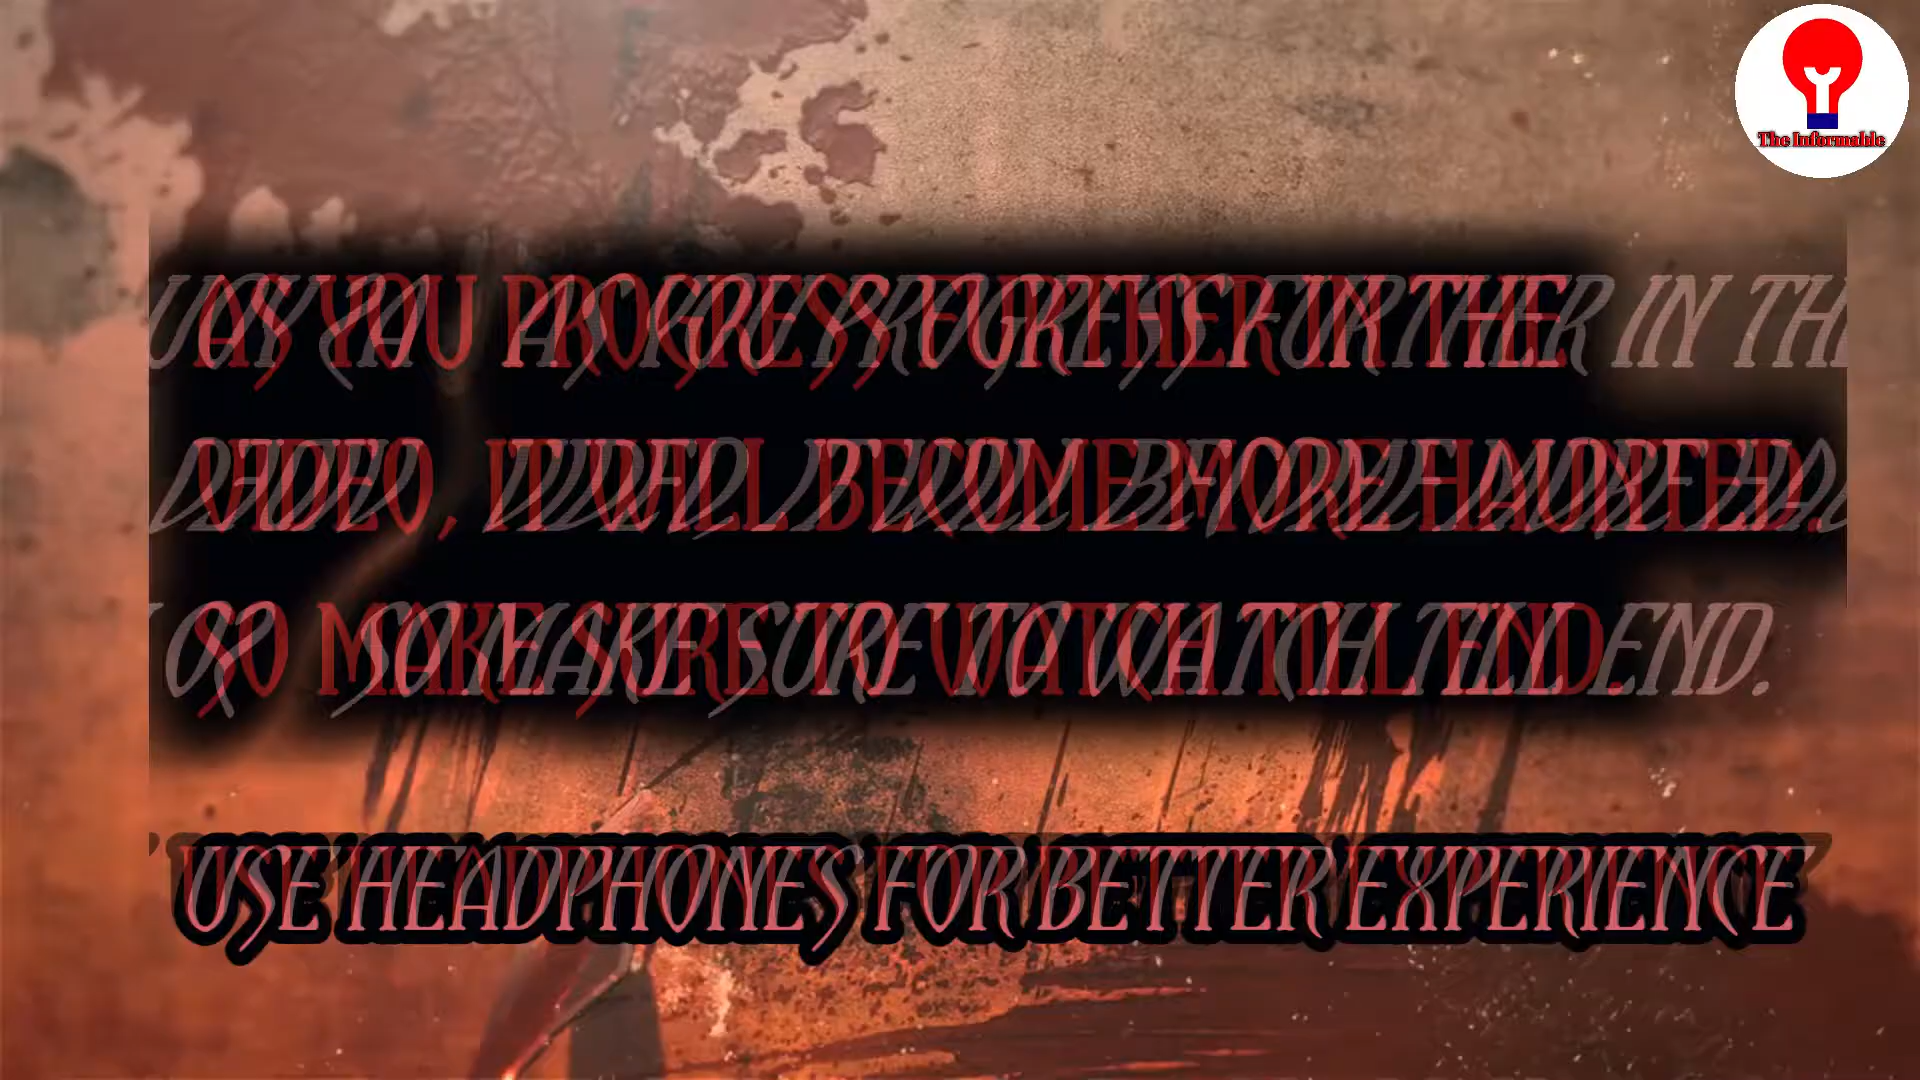 The Informable
AS YOU PROGRESS FURTHER IN THE
VIDEO, IT WILL BECOME MORE HAUNTED.
SO MAKE SURE TO WATCH TILL END.
USE HEADPHONES FOR BETTER EXPERIENCE